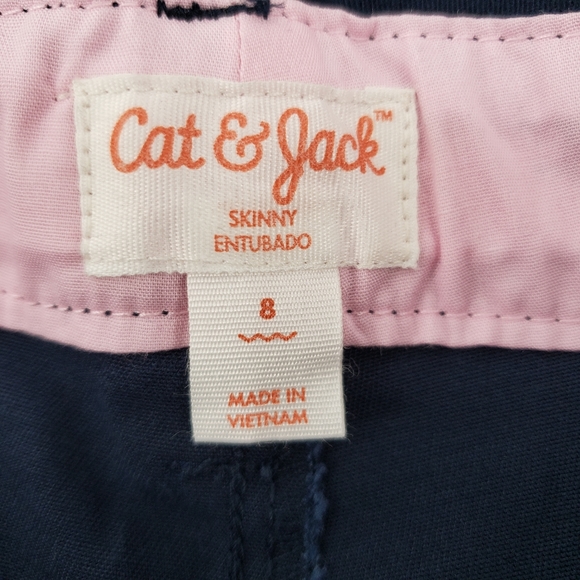 Cat & Jack™
SKINNY
ENTUBADO
8
MADE IN
VIETNAM